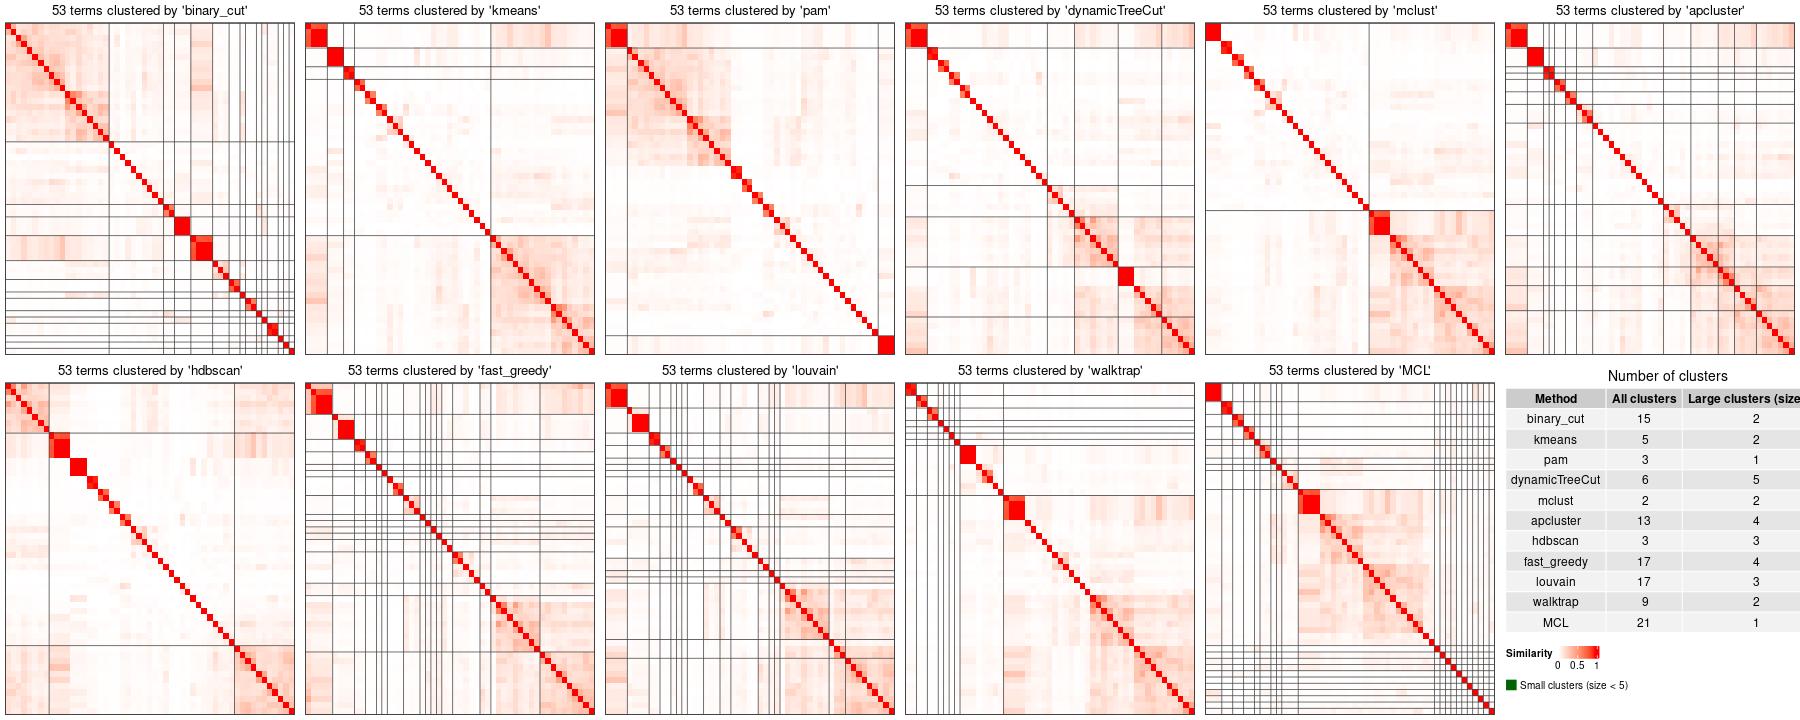 53 terms clustered by 'binary_cut'
53 terms clustered by 'kmeans'
53 terms clustered by 'pam'
53 terms clustered by 'dynamicTreeCut'
53 terms clustered by 'mclust'
53 terms clustered by 'apcluster'
53 terms clustered by 'hdbscan'
53 terms clustered by 'fast_greedy'
53 terms clustered by 'louvain'
53 terms clustered by 'walktrap'
53 terms clustered by 'MCL'
Number of clusters
Method All clusters Large clusters (size
binary_cut 15 2
kmeans 5 2
pam 3 1
dynamicTreeCut 6 5
mclust 2 2
apcluster 13 4
hdbscan 3 3
fast_greedy 17 4
louvain 17 3
walktrap 9 2
MCL 21 1
Similarity
0 0.5 1
Small clusters (size < 5)